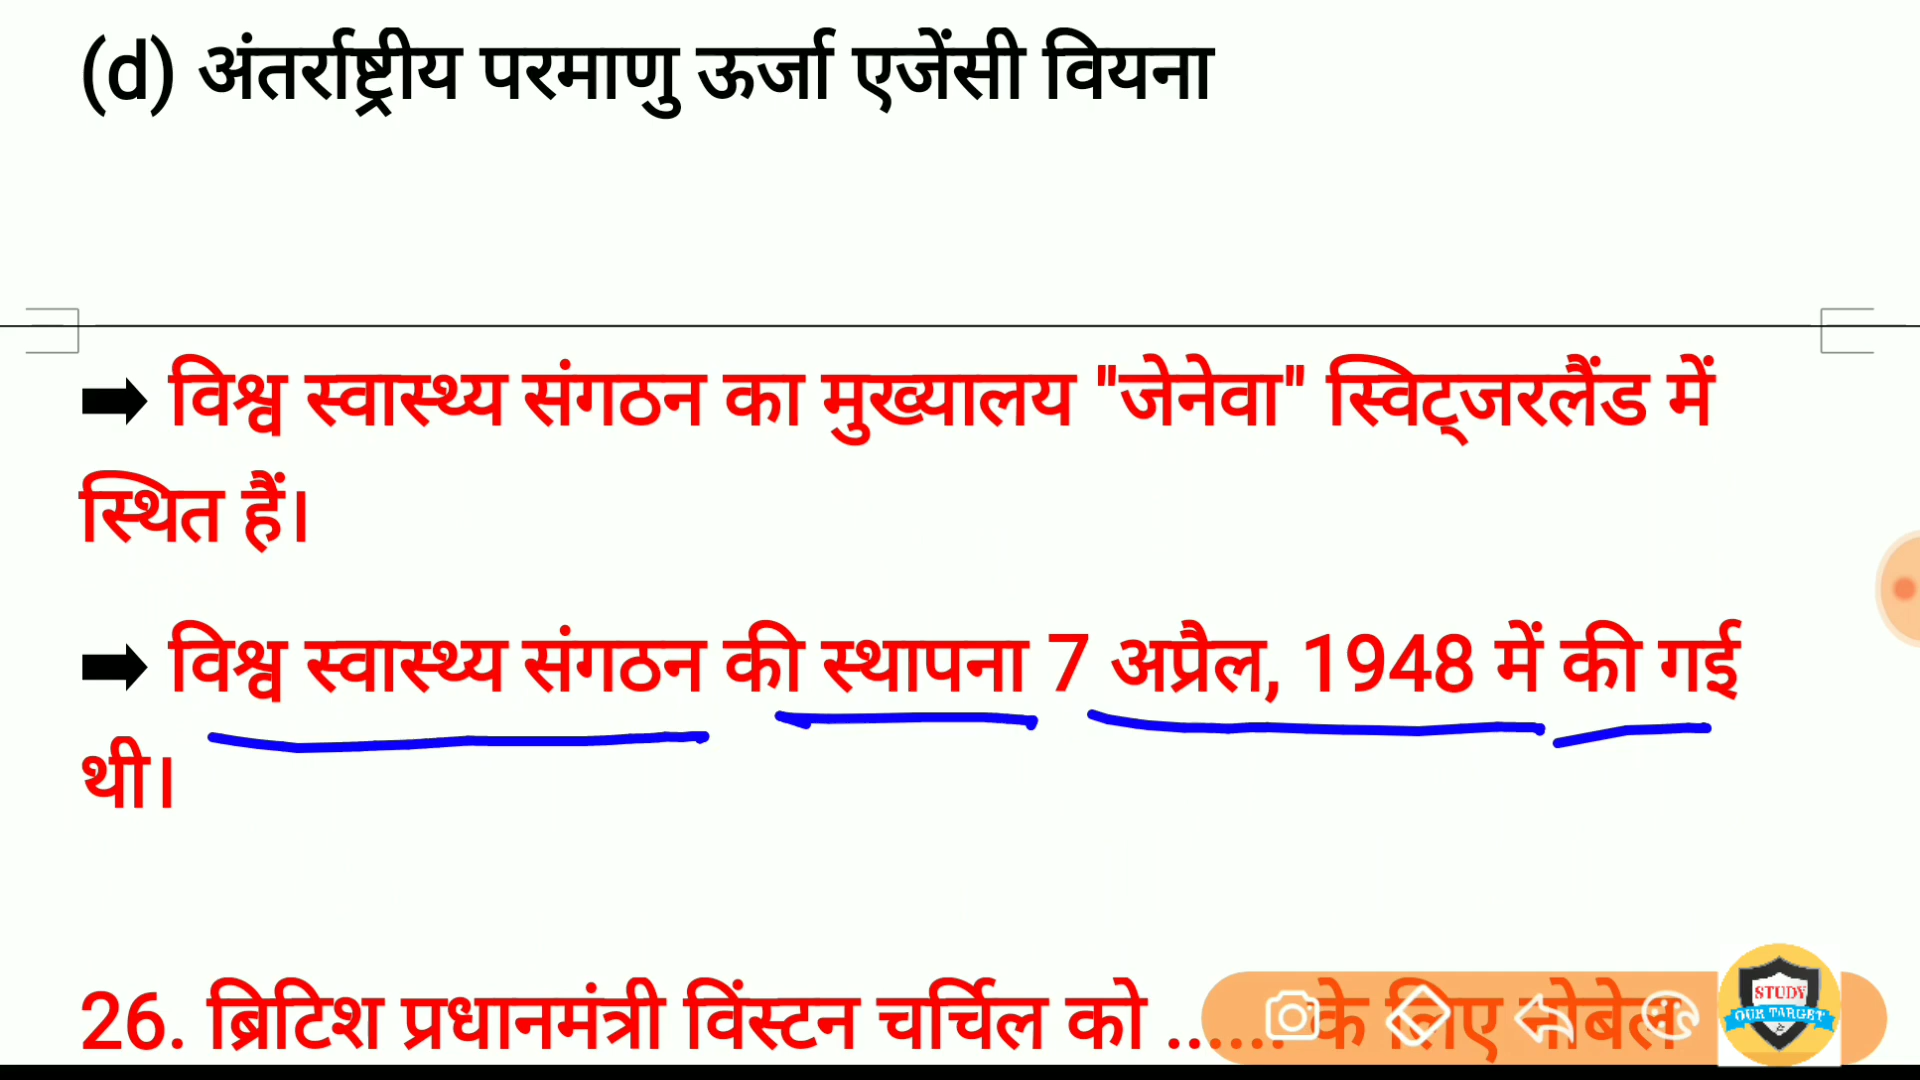 (d) अंतर्राष्ट्रीय परमाणु ऊर्जा एजेंसी वियना
➡ विश्व स्वास्थ्य संगठन का मुख्यालय "जेनेवा" स्विट्जरलैंड में
स्थित हैं।
➡ विश्व स्वास्थ्य संगठन की स्थापना 7 अप्रैल, 1948 में की गई
थी।
26. ब्रिटिश प्रधानमंत्री विंस्टन चर्चिल को ...... के लिए नोबेल
STUDY
OUR TARGET